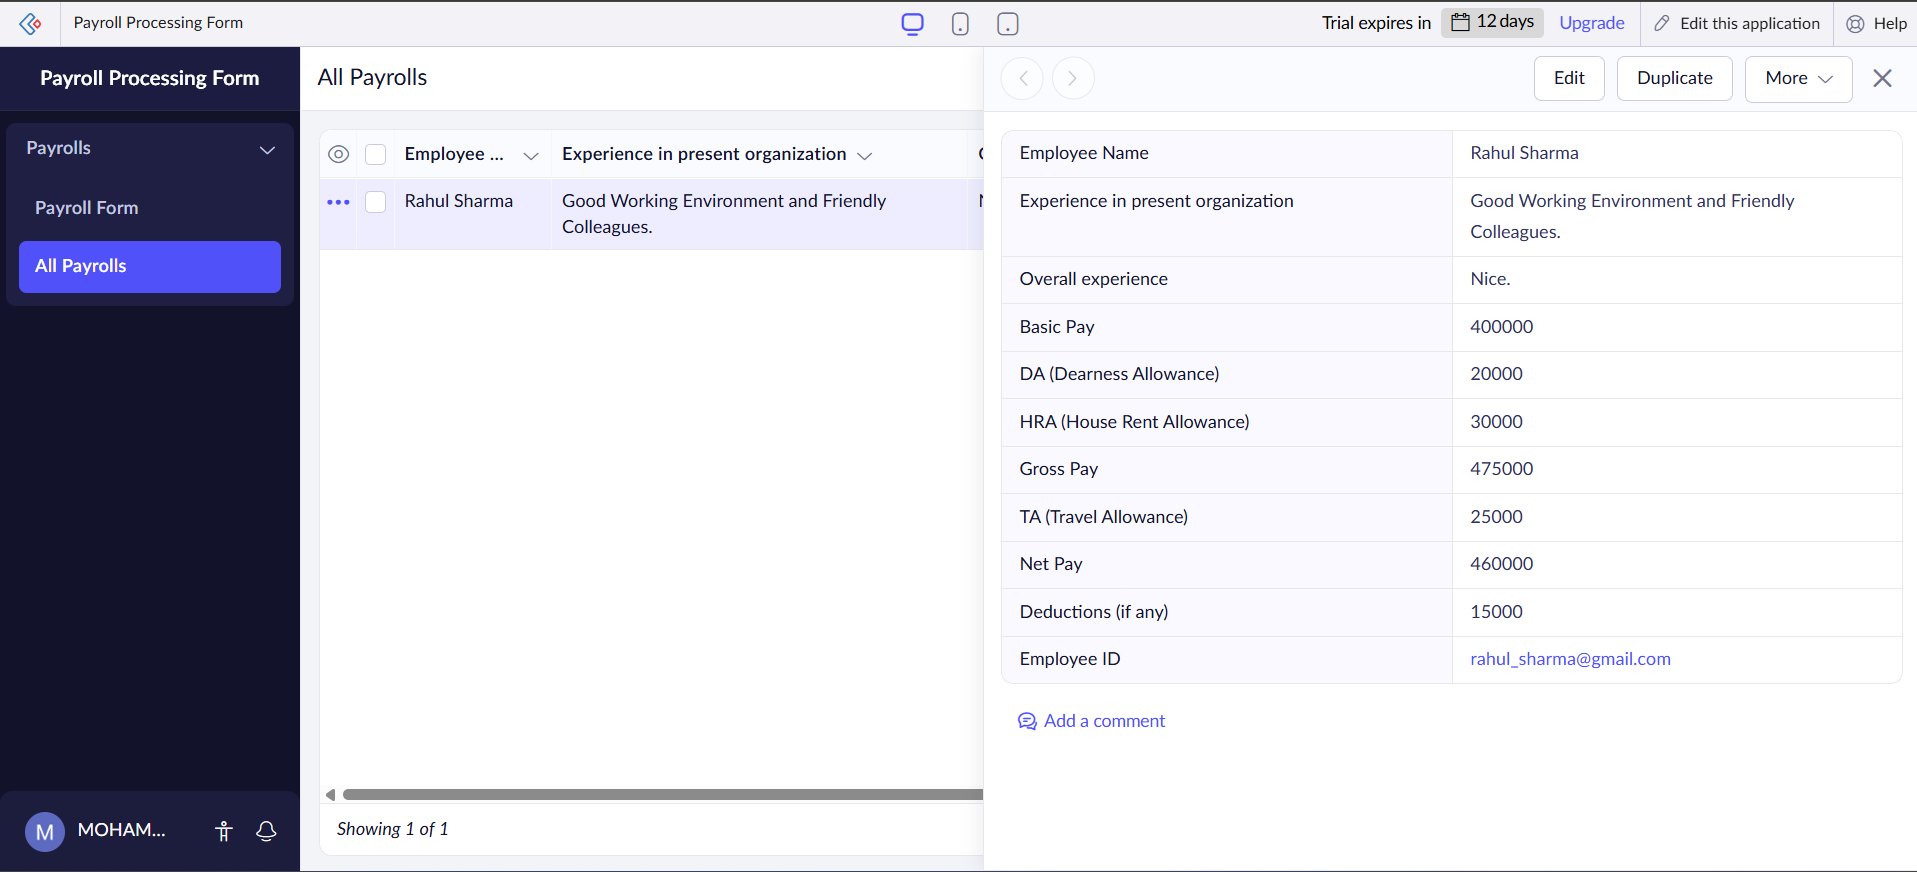 Payroll Processing Form
Trial expires in 12 days Upgrade Edit this application Help
Payroll Processing Form
Payrolls
Payroll Form
All Payrolls
MOHAM...
M
All Payrolls
Employee ... Experience in present organization
Rahul Sharma Good Working Environment and Friendly
Colleagues.
Showing 1 of 1
Edit Duplicate More
Employee Name Rahul Sharma
Experience in present organization Good Working Environment and Friendly
Colleagues.
Overall experience Nice.
Basic Pay 400000
DA (Dearness Allowance) 20000
HRA (House Rent Allowance) 30000
Gross Pay 475000
TA (Travel Allowance) 25000
Net Pay 460000
Deductions (if any) 15000
Employee ID rahul_sharma@gmail.com
Add a comment